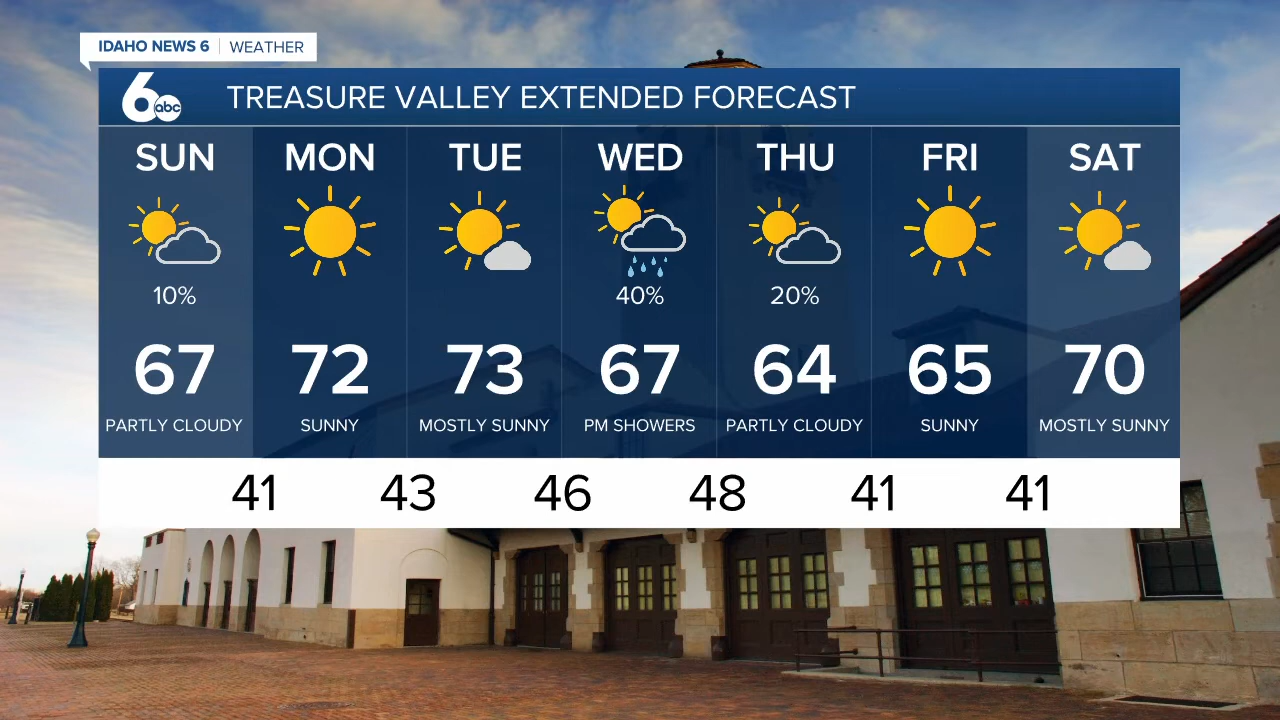 IDAHO NEWS 6 | WEATHER
6 abc
TREASURE VALLEY EXTENDED FORECAST
SUN MON TUE WED THU FRI SAT
10% 40% 20%
67 72 73 67 64 65 70
PARTLY CLOUDY SUNNY MOSTLY SUNNY PM SHOWERS PARTLY CLOUDY SUNNY MOSTLY SUNNY
41 43 46 48 41 41